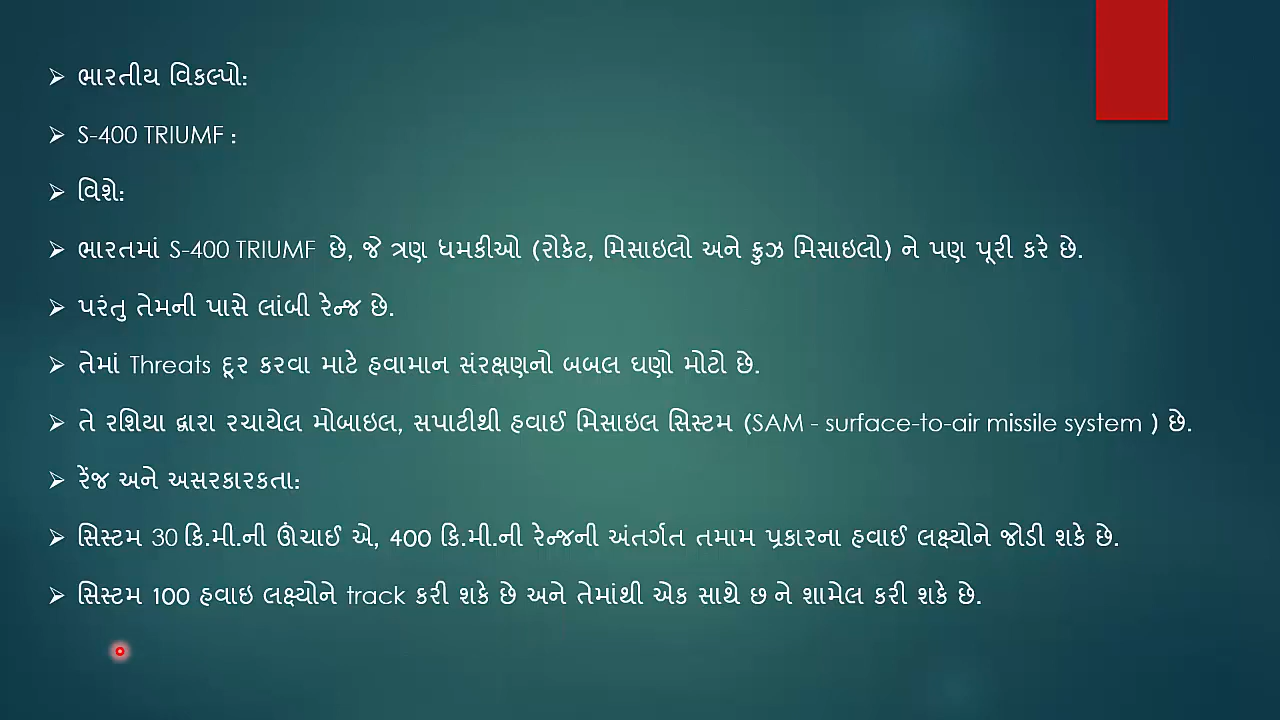 ભારતીય વિકલ્પો:
S-400 TRIUMF :
વિશે:
ભારતમાં S-400 TRIUMF છે, જે ત્રણ ધમકીઓ (રોકેટ, મિસાઇલો અને ક્રુઝ મિસાઇલો) ને પણ પૂરી કરે છે.
પરંતુ તેમની પાસે લાંબી રેન્જ છે.
તેમાં Threats દૂર કરવા માટે હવામાન સંરક્ષણનો બબલ ઘણો મોટો છે.
તે રશિયા દ્વારા રચાયેલ મોબાઇલ, સપાટીથી હવાઈ મિસાઇલ સિસ્ટમ (SAM - surface-to-air missile system ) છે.
રેંજ અને અસરકારકતા:
સિસ્ટમ 30 કિ.મી.ની ઊંચાઈ એ, 400 કિ.મી.ની રેન્જની અંતર્ગત તમામ પ્રકારના હવાઈ લક્ષ્યોને જોડી શકે છે.
સિસ્ટમ 100 હવાઇ લક્ષ્યોને track કરી શકે છે અને તેમાંથી એક સાથે છ ને શામેલ કરી શકે છે.